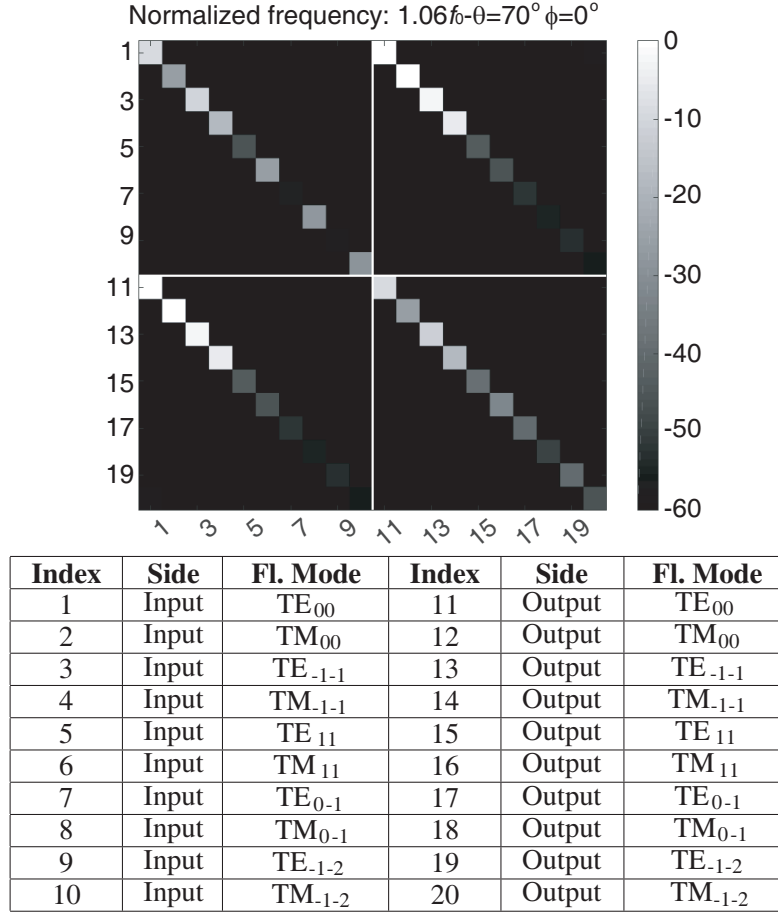 Normalized frequency: 1.06f0-θ=70° ϕ=0°
1
3
5
7
9
11
13
15
17
19
1 3 5 7 9 11 13 15 17 19
0
-10
-20
-30
-40
-50
-60
Index Side Fl. Mode Index Side Fl. Mode
1 Input TE00 11 Output TE00
2 Input TM00 12 Output TM00
3 Input TE-1-1 13 Output TE-1-1
4 Input TM-1-1 14 Output TM-1-1
5 Input TE11 15 Output TE11
6 Input TM11 16 Output TM11
7 Input TE0-1 17 Output TE0-1
8 Input TM0-1 18 Output TM0-1
9 Input TE-1-2 19 Output TE-1-2
10 Input TM-1-2 20 Output TM-1-2